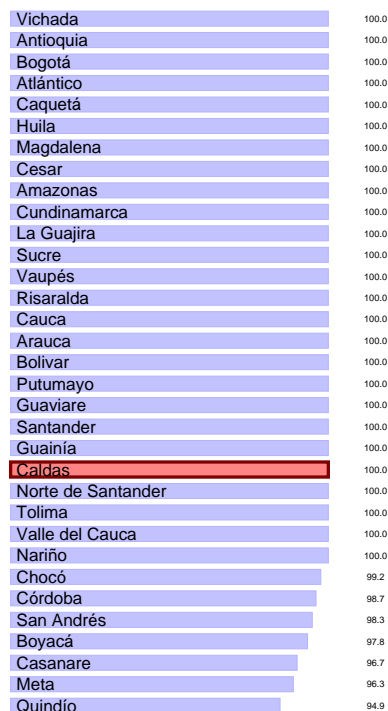 Vichada 100.0
Antioquia 100.0
Bogotá 100.0
Atlántico 100.0
Caquetá 100.0
Huila 100.0
Magdalena 100.0
Cesar 100.0
Amazonas 100.0
Cundinamarca 100.0
La Guajira 100.0
Sucre 100.0
Vaupés 100.0
Risaralda 100.0
Cauca 100.0
Arauca 100.0
Bolivar 100.0
Putumayo 100.0
Guaviare 100.0
Santander 100.0
Guainía 100.0
Caldas 100.0
Norte de Santander 100.0
Tolima 100.0
Valle del Cauca 100.0
Nariño 100.0
Chocó 99.2
Córdoba 98.7
San Andrés 98.3
Boyacá 97.8
Casanare 96.7
Meta 96.3
Quindío 94.9